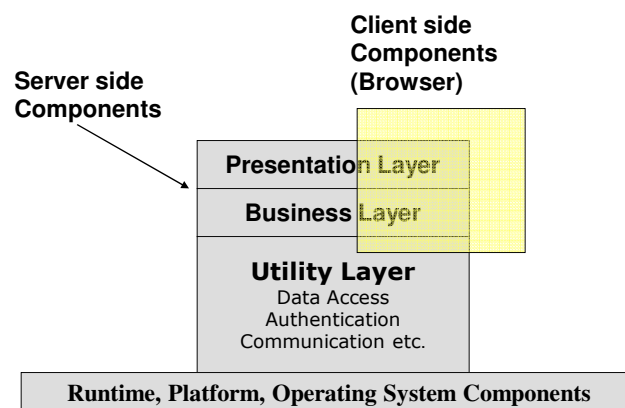 Client side
Components
(Browser)
Server side
Components
Presentation Layer
Business Layer
Utility Layer
Data Access
Authentication
Communication etc.
Runtime, Platform, Operating System Components